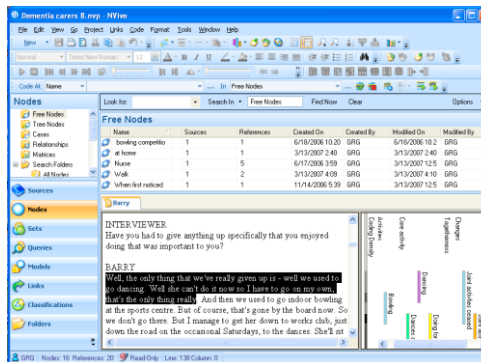 Dementia carers 8.nvp - NVivo
File Edit View Go Project Links Code Format Tools Window Help
New
Normal Times New Roman 12 B I U
Code At Name In Free Nodes
Nodes
Free Nodes
Tree Nodes
Cases
Relationships
Matrices
Search Folders
All Nodes
Sources
Nodes
Sets
Queries
Models
Links
Classifications
Folders
Look for: Search In Free Nodes Find Now Clear Options
Free Nodes
Name Sources References Created On Created By Modified On Modified By
bowling competitio 1 1 6/18/2006 10:20 GRG 6/18/2006 10:2 GRG
at home 1 1 3/13/2007 2:40 GRG 3/13/2007 2:40 GRG
Nurse 1 5 6/17/2006 3:59 GRG 3/13/2007 12:5 GRG
Walk 1 2 3/13/2007 4:09 GRG 3/13/2007 4:10 GRG
When first noticed 1 1 11/14/2006 5:39 GRG 3/13/2007 12:5 GRG
Barry
INTERVIEWER
Have you had to give anything up specifically that you enjoyed
doing that was important to you?
BARRY
Well, the only thing that we've really given up is - well we used to
go dancing. Well she can't do it now so I have to go on my own,
that's the only thing really. And then we used to go indoor bowling
at the sports centre. But of course, that's gone by the board now. So
we don't go there. But I manage to get her down to works club, just
down the road on the occasional Saturdays, to the dances. She'll sit
Coding Density
Activities
Bowling
Core activity
Dances
Dancing
Doing for
Togetherness
Changes
Joint activities ceased
GRG Nodes: 16 References: 20 Read Only Line: 138 Column: 0